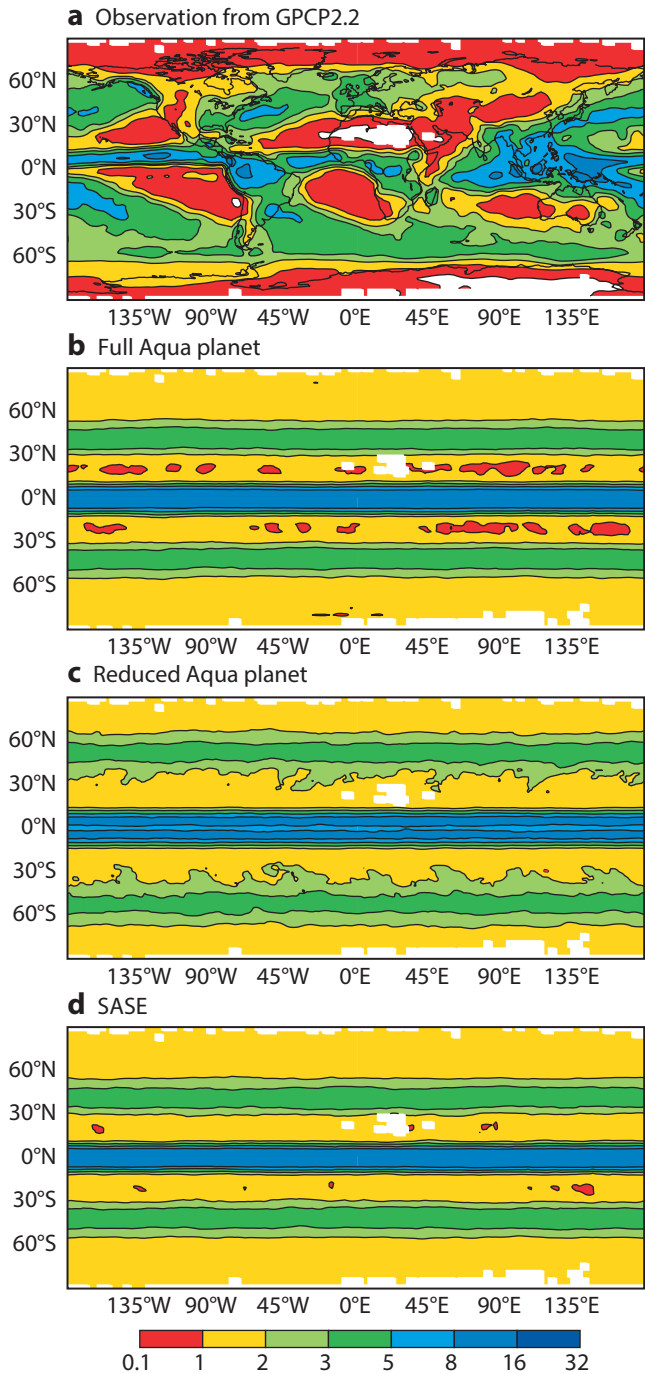 a Observation from GPCP2.2
60°N
30°N
0°N
30°S
60°S
135°W 90°W 45°W 0°E 45°E 90°E 135°E
b Full Aqua planet
60°N
30°N
0°N
30°S
60°S
135°W 90°W 45°W 0°E 45°E 90°E 135°E
c Reduced Aqua planet
60°N
30°N
0°N
30°S
60°S
135°W 90°W 45°W 0°E 45°E 90°E 135°E
d SASE
60°N
30°N
0°N
30°S
60°S
135°W 90°W 45°W 0°E 45°E 90°E 135°E
0.1 1 2 3 5 8 16 32